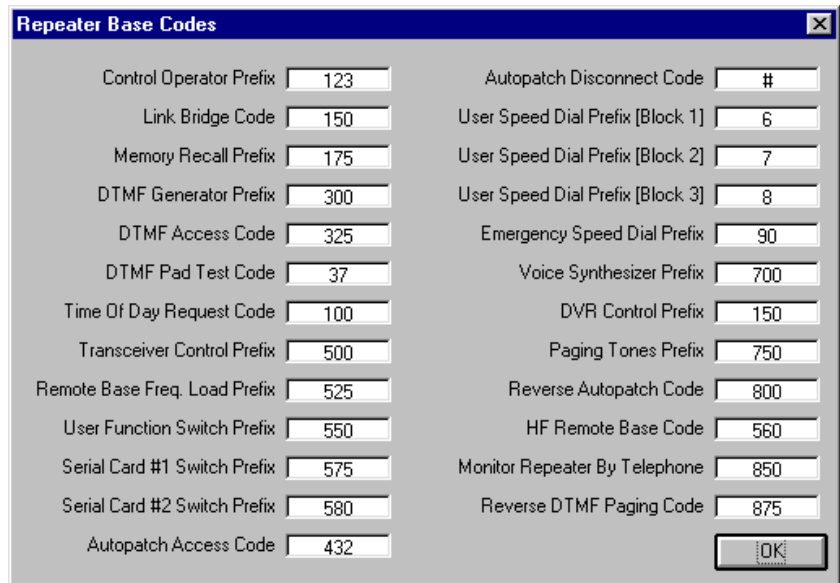 Repeater Base Codes
Control Operator Prefix 123
Link Bridge Code 150
Memory Recall Prefix 175
DTMF Generator Prefix 300
DTMF Access Code 325
DTMF Pad Test Code 37
Time Of Day Request Code 100
Transceiver Control Prefix 500
Remote Base Freq. Load Prefix 525
User Function Switch Prefix 550
Serial Card #1 Switch Prefix 575
Serial Card #2 Switch Prefix 580
Autopatch Access Code 432
Autopatch Disconnect Code #
User Speed Dial Prefix [Block 1] 6
User Speed Dial Prefix [Block 2] 7
User Speed Dial Prefix [Block 3] 8
Emergency Speed Dial Prefix 90
Voice Synthesizer Prefix 700
DVR Control Prefix 150
Paging Tones Prefix 750
Reverse Autopatch Code 800
HF Remote Base Code 560
Monitor Repeater By Telephone 850
Reverse DTMF Paging Code 875
OK